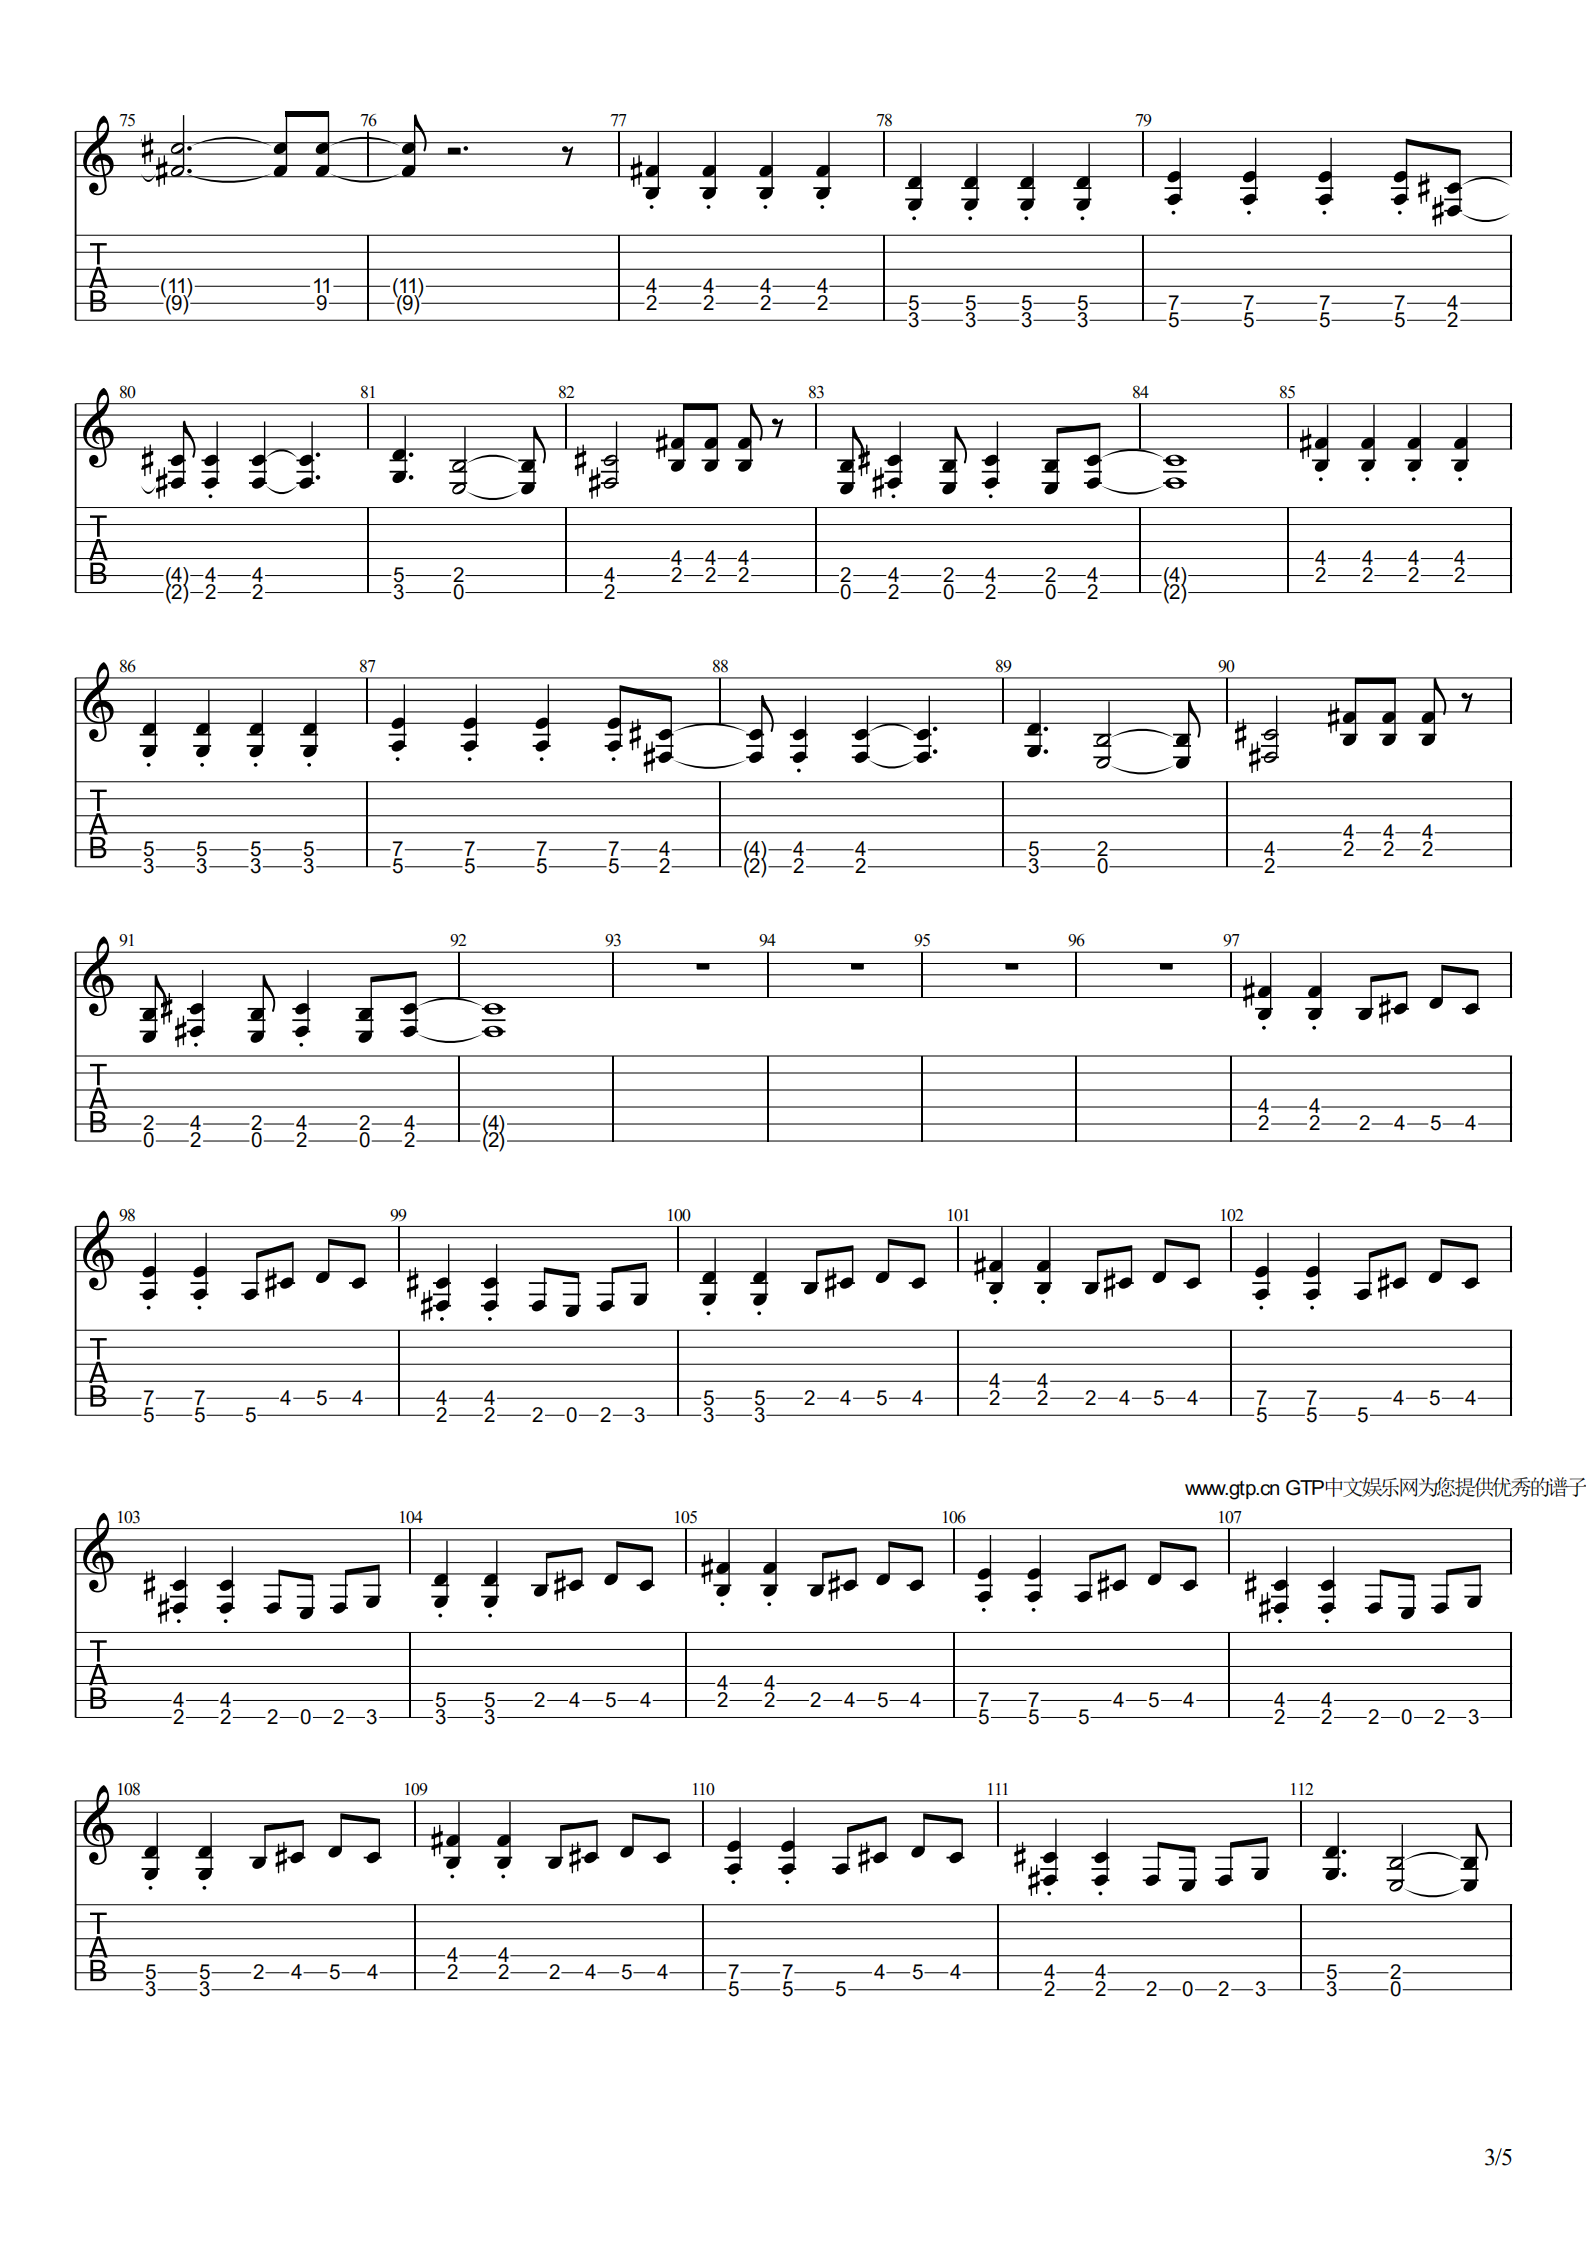 75 76 77 78 79
T
A (11) 11 (11) 4 4 4 4
B (9) 9 (9) 2 2 2 2 5 5 5 5 7 7 7 7 4
3 3 3 3 5 5 5 5 2
80 81 82 83 84 85
T
A 4 4 4 4 4 4 4
B (4) 4 4 5 2 4 2 2 2 2 4 2 4 2 4 (4) 2 2 2 2
(2) 2 2 3 0 2 0 2 0 2 0 2 (2)
86 87 88 89 90
T
A 4 4 4
B 5 5 5 5 7 7 7 7 4 (4) 4 4 5 2 4 2 2 2
3 3 3 3 5 5 5 5 2 (2) 2 2 3 0 2
91 92 93 94 95 96 97
T
A 4 4
B 2 4 2 4 2 4 (4) 2 2 2 4 5 4
0 2 0 2 0 2 (2)
98 99 100 101 102
T
A 4 4
B 7 7 4 5 4 4 4 5 5 2 4 5 4 2 2 2 4 5 4 7 7 4 5 4
5 5 5 2 2 2 0 2 3 3 3 5 5 5
www.gtp.cn GTP中文娱乐网为您提供优秀的谱子
103 104 105 106 107
T
A 4 4
B 4 4 5 5 2 4 5 4 2 2 2 4 5 4 7 7 4 5 4 4 4
2 2 2 0 2 3 3 3 5 5 5 2 2 2 0 2 3
108 109 110 111 112
T
A 4 4
B 5 5 2 4 5 4 2 2 2 4 5 4 7 7 4 5 4 4 4 5 2
3 3 5 5 5 2 2 2 0 2 3 3 0
3/5